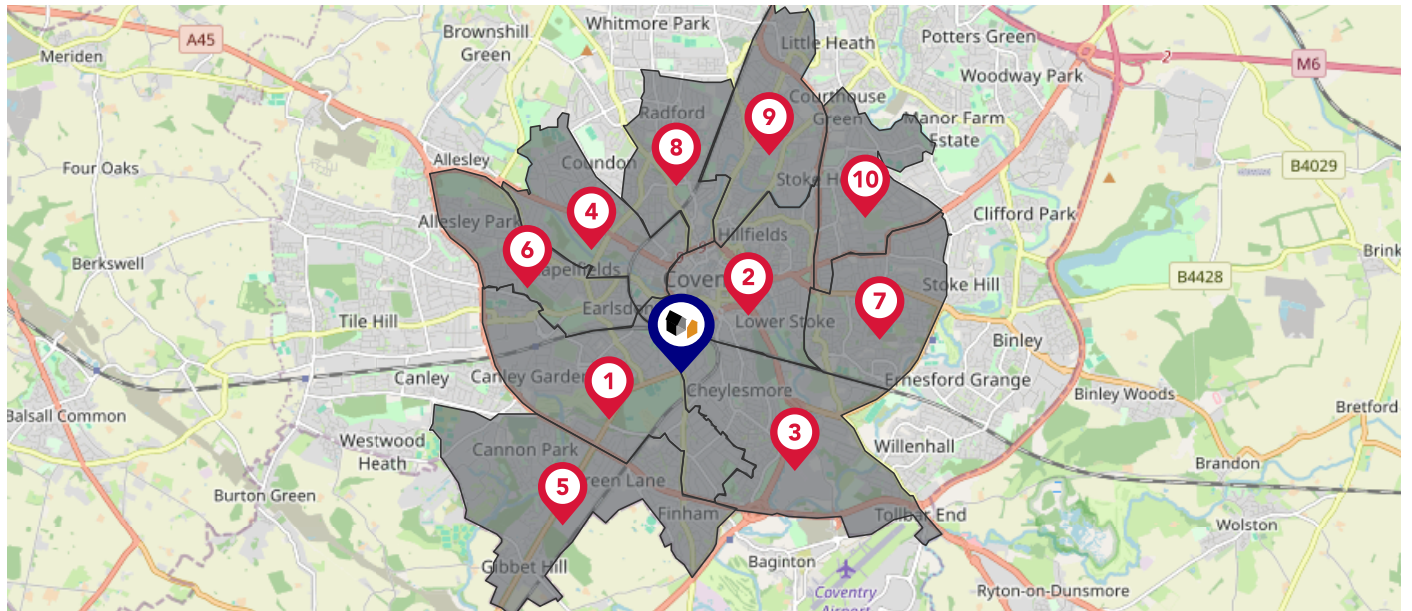 Whitmore Park
Little Heath
Potters Green
Brownshill
Green
A45
Meriden
2
M6
Woodway Park
Courthouse
Green
Radford
9
Manor Farm
Estate
8
Four Oaks
Allesley
Coundon
B4029
Stoke H
10
4
Clifford Park
Allesley Park
6
Hillfields
Berkswell
apelfields
Coven
2
B4428
Brink
Stoke Hill
7
Earlsdon
Tile Hill
Lower Stoke
Binley
Canley
Canley Garden
1
Cheylesmore
Ernesford Grange
Binley Woods
Balsall Common
Bretford
3
Westwood
Heath
Cannon Park
Willenhall
Brandon
5
reen Lane
Burton Green
Finham
Tollbar End
Wolston
Gibbet Hill
Baginton
Coventry
Airport
Ryton-on-Dunsmore